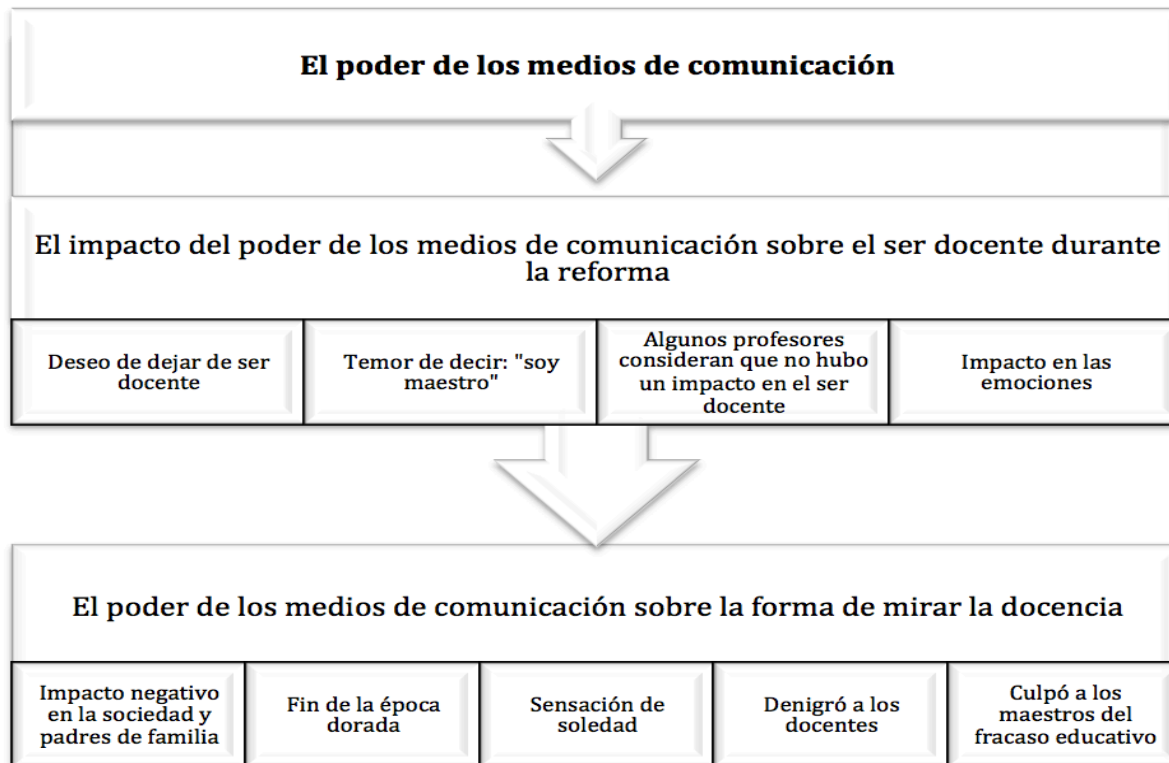 El poder de los medios de comunicación
El impacto del poder de los medios de comunicación sobre el ser docente durante
la reforma
Deseo de dejar de ser
docente
Temor de decir: "soy
maestro"
Algunos profesores
consideran que no hubo
un impacto en el ser
docente
Impacto en las
emociones
El poder de los medios de comunicación sobre la forma de mirar la docencia
Impacto negativo
en la sociedad y
padres de familia
Fin de la época
dorada
Sensación de
soledad
Denigró a los
docentes
Culpó a los
maestros del
fracaso educativo